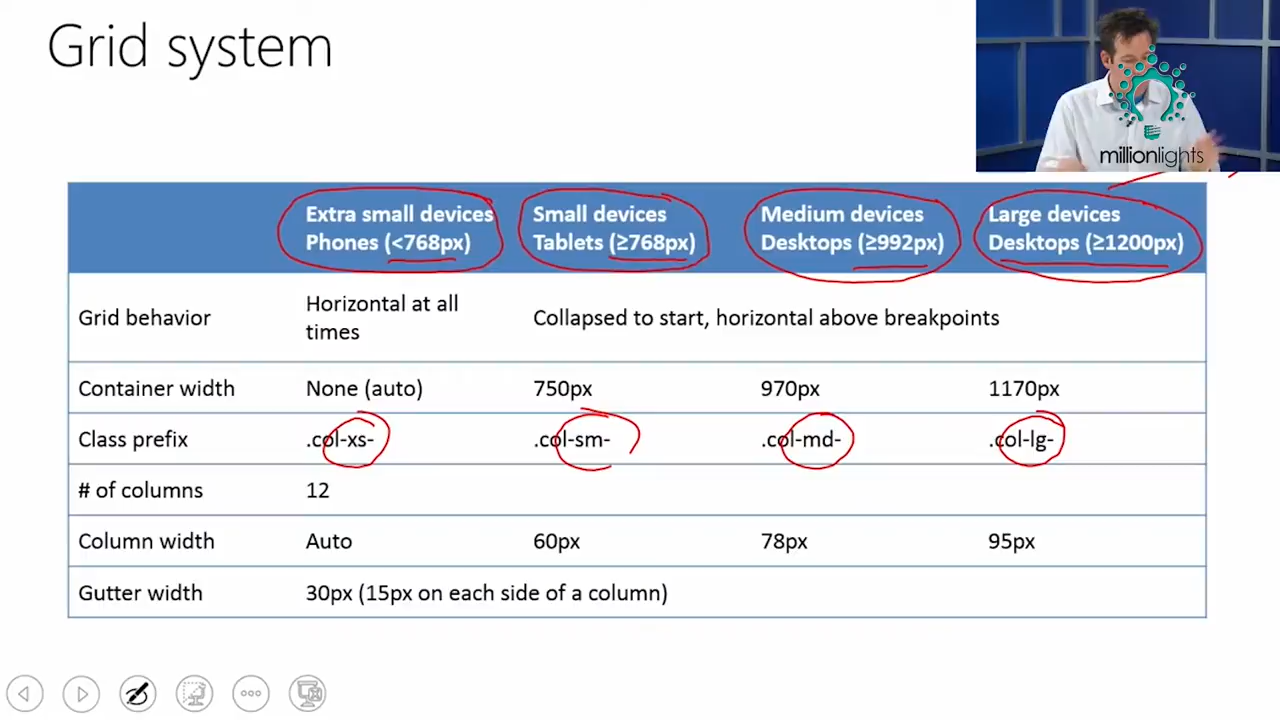 Grid system
millionlights
Extra small devices Small devices Medium devices Large devices
Phones (<768px) Tablets (≥768px) Desktops (≥992px) Desktops (≥1200px)
Grid behavior Horizontal at all times Collapsed to start, horizontal above breakpoints
Container width None (auto) 750px 970px 1170px
Class prefix .col-xs- .col-sm- .col-md- .col-lg-
# of columns 12
Column width Auto 60px 78px 95px
Gutter width 30px (15px on each side of a column)